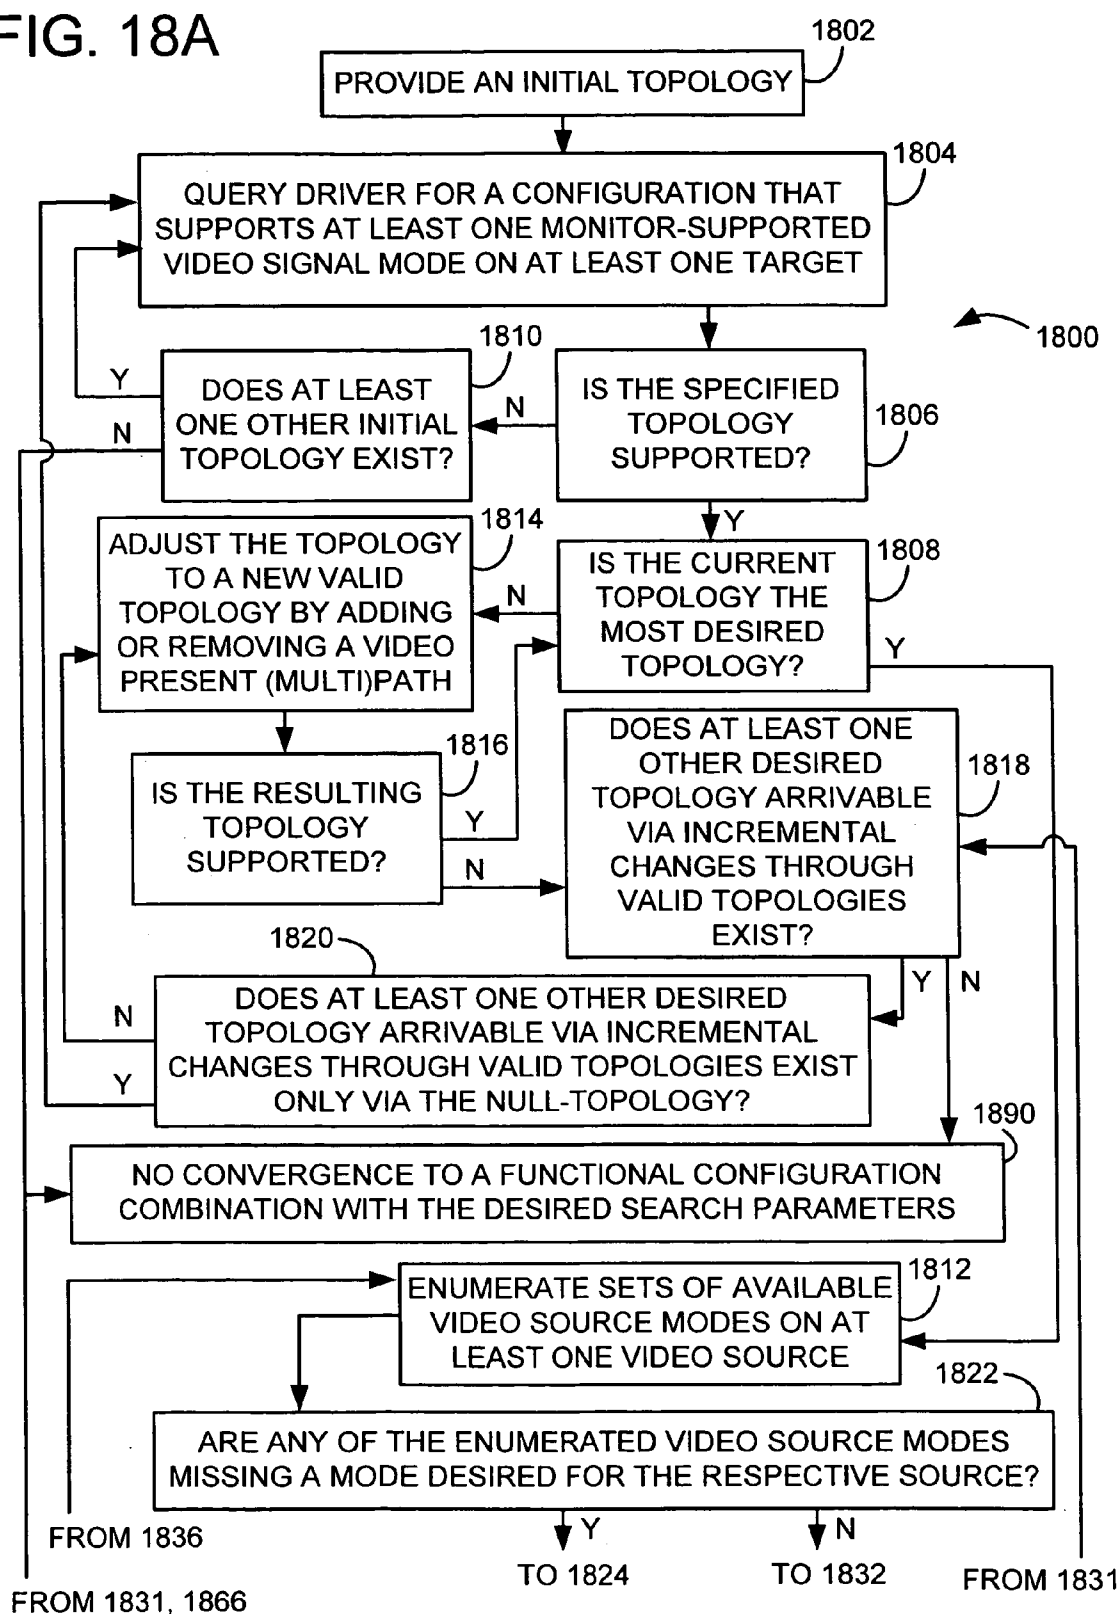 FIG. 18A
1802
PROVIDE AN INITIAL TOPOLOGY
1804
QUERY DRIVER FOR A CONFIGURATION THAT
SUPPORTS AT LEAST ONE MONITOR-SUPPORTED
VIDEO SIGNAL MODE ON AT LEAST ONE TARGET
1800
1810
DOES AT LEAST
ONE OTHER INITIAL
TOPOLOGY EXIST?
Y
N
N
IS THE SPECIFIED
TOPOLOGY
SUPPORTED?
1806
Y
1814
ADJUST THE TOPOLOGY
TO A NEW VALID
TOPOLOGY BY ADDING
OR REMOVING A VIDEO
PRESENT (MULTI)PATH
N
IS THE CURRENT
TOPOLOGY THE
MOST DESIRED
TOPOLOGY?
1808
Y
1816
IS THE RESULTING
TOPOLOGY
SUPPORTED?
Y
N
DOES AT LEAST ONE
OTHER DESIRED
TOPOLOGY ARRIVABLE
VIA INCREMENTAL
CHANGES THROUGH
VALID TOPOLOGIES
EXIST?
1818
Y
N
1820
DOES AT LEAST ONE OTHER DESIRED
TOPOLOGY ARRIVABLE VIA INCREMENTAL
CHANGES THROUGH VALID TOPOLOGIES EXIST
ONLY VIA THE NULL-TOPOLOGY?
N
Y
1890
NO CONVERGENCE TO A FUNCTIONAL CONFIGURATION
COMBINATION WITH THE DESIRED SEARCH PARAMETERS
1812
ENUMERATE SETS OF AVAILABLE
VIDEO SOURCE MODES ON AT
LEAST ONE VIDEO SOURCE
1822
ARE ANY OF THE ENUMERATED VIDEO SOURCE MODES
MISSING A MODE DESIRED FOR THE RESPECTIVE SOURCE?
Y
N
FROM 1836
TO 1824
TO 1832
FROM 1831
FROM 1831, 1866